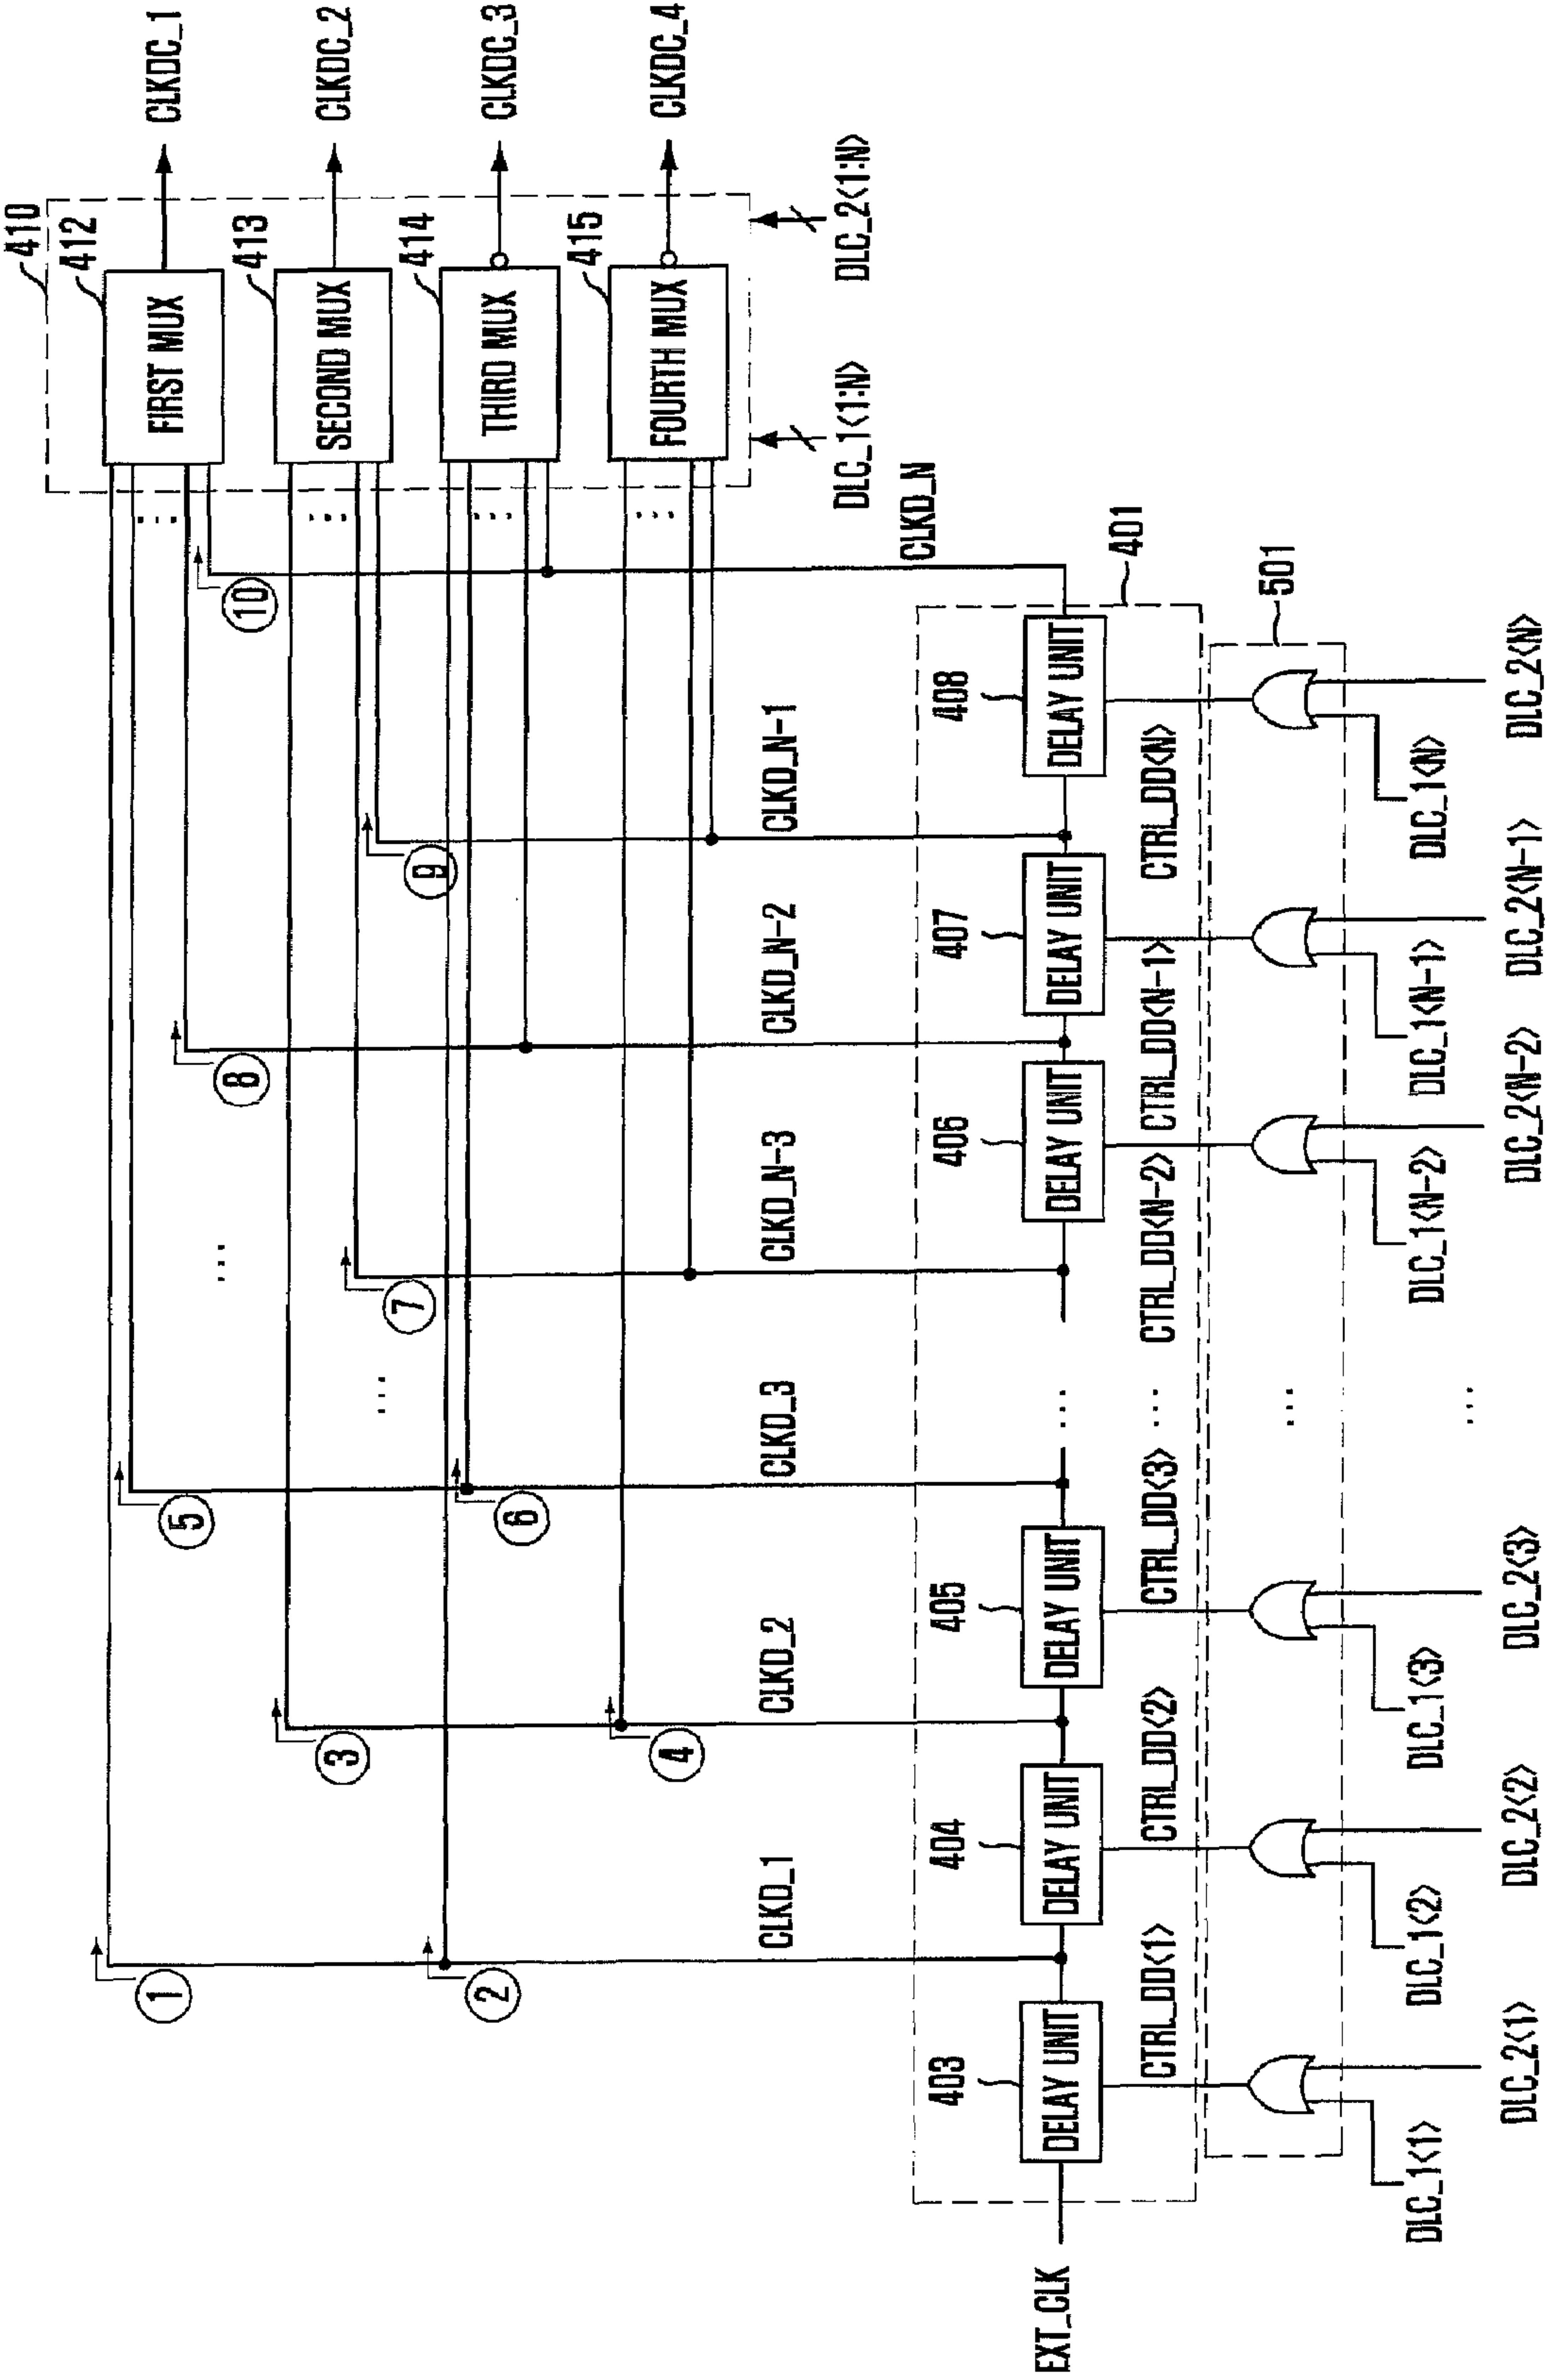 410
412
FIRST MUX
CLKDC_1
413
SECOND MUX
CLKDC_2
414
THIRD MUX
CLKDC_3
415
FOURTH MUX
CLKDC_4
DLC_1<1:N>
DLC_2<1:N>
①
②
③
④
⑤
⑥
⑦
⑧
⑨
⑩
...
...
...
...
...
...
CLKD_1
CLKD_2
CLKD_3
CLKD_N-3
CLKD_N-2
CLKD_N-1
CLKD_N
401
403
404
405
406
407
408
EXT_CLK
DELAY UNIT
DELAY UNIT
DELAY UNIT
...
DELAY UNIT
DELAY UNIT
DELAY UNIT
CTRL_DD<1>
CTRL_DD<2>
CTRL_DD<3>
...
CTRL_DD<N-2>
CTRL_DD<N-1>
CTRL_DD<N>
501
...
...
DLC_1<1>
DLC_1<2>
DLC_1<3>
DLC_1<N-2>
DLC_1<N-1>
DLC_1<N>
DLC_2<1>
DLC_2<2>
DLC_2<3>
DLC_2<N-2>
DLC_2<N-1>
DLC_2<N>